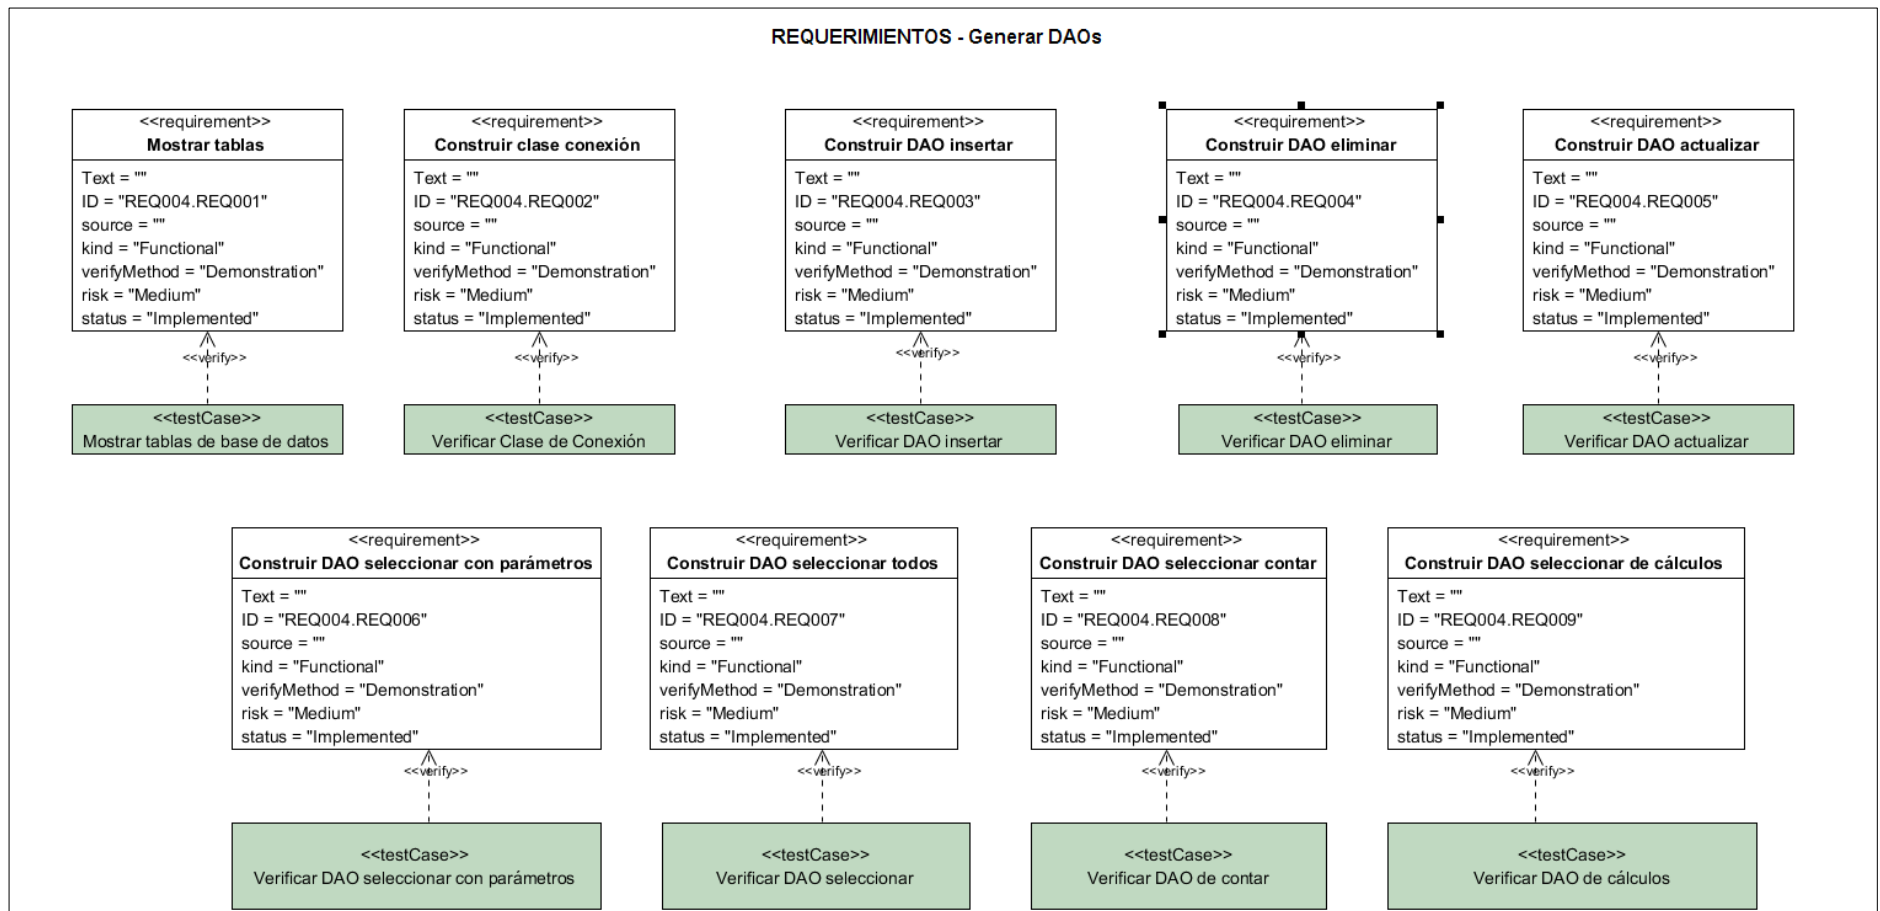 REQUERIMIENTOS - Generar DAOs
<<requirement>>
Mostrar tablas
Text = ""
ID = "REQ004.REQ001"
source = ""
kind = "Functional"
verifyMethod = "Demonstration"
risk = "Medium"
status = "Implemented"
<<verify>>
<<testCase>>
Mostrar tablas de base de datos
<<requirement>>
Construir clase conexión
Text = ""
ID = "REQ004.REQ002"
source = ""
kind = "Functional"
verifyMethod = "Demonstration"
risk = "Medium"
status = "Implemented"
<<verify>>
<<testCase>>
Verificar Clase de Conexión
<<requirement>>
Construir DAO insertar
Text = ""
ID = "REQ004.REQ003"
source = ""
kind = "Functional"
verifyMethod = "Demonstration"
risk = "Medium"
status = "Implemented"
<<verify>>
<<testCase>>
Verificar DAO insertar
<<requirement>>
Construir DAO eliminar
Text = ""
ID = "REQ004.REQ004"
source = ""
kind = "Functional"
verifyMethod = "Demonstration"
risk = "Medium"
status = "Implemented"
<<verify>>
<<testCase>>
Verificar DAO eliminar
<<requirement>>
Construir DAO actualizar
Text = ""
ID = "REQ004.REQ005"
source = ""
kind = "Functional"
verifyMethod = "Demonstration"
risk = "Medium"
status = "Implemented"
<<verify>>
<<testCase>>
Verificar DAO actualizar
<<requirement>>
Construir DAO seleccionar con parámetros
Text = ""
ID = "REQ004.REQ006"
source = ""
kind = "Functional"
verifyMethod = "Demonstration"
risk = "Medium"
status = "Implemented"
<<verify>>
<<testCase>>
Verificar DAO seleccionar con parámetros
<<requirement>>
Construir DAO seleccionar todos
Text = ""
ID = "REQ004.REQ007"
source = ""
kind = "Functional"
verifyMethod = "Demonstration"
risk = "Medium"
status = "Implemented"
<<verify>>
<<testCase>>
Verificar DAO seleccionar
<<requirement>>
Construir DAO seleccionar contar
Text = ""
ID = "REQ004.REQ008"
source = ""
kind = "Functional"
verifyMethod = "Demonstration"
risk = "Medium"
status = "Implemented"
<<verify>>
<<testCase>>
Verificar DAO de contar
<<requirement>>
Construir DAO seleccionar de cálculos
Text = ""
ID = "REQ004.REQ009"
source = ""
kind = "Functional"
verifyMethod = "Demonstration"
risk = "Medium"
status = "Implemented"
<<verify>>
<<testCase>>
Verificar DAO de cálculos